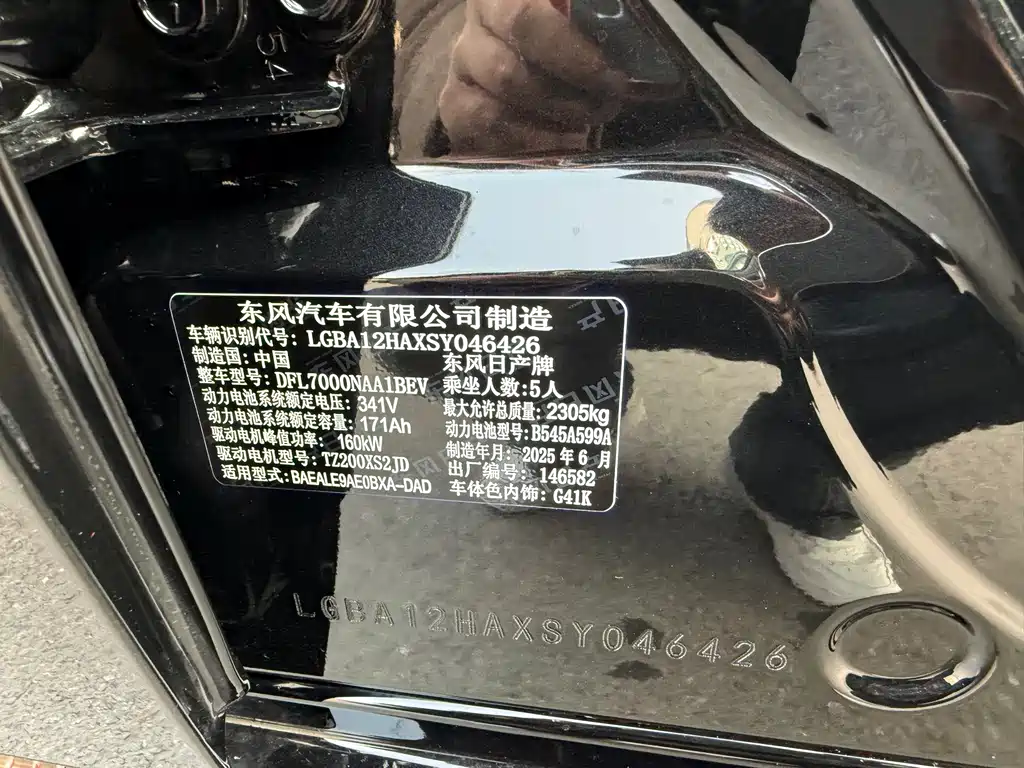 54
东风汽车有限公司制造
车辆识别代号: LGBA12HAXSY046426
制造国: 中国 东风日产牌
整车型号: DFL7000NAA1BEV 乘坐人数: 5人
动力电池系统额定电压: 341V 最大允许总质量: 2305kg
动力电池系统额定容量: 171Ah 动力电池型号: B545A599A
驱动电机峰值功率: 160kW 制造年月: 2025 年 6 月
驱动电机型号: TZ200XS2JD 出厂编号: 146582
适用型式: BAEALE9AE0BXA-DAD 车体色内饰: G41K
LGBA12HAXSY046426